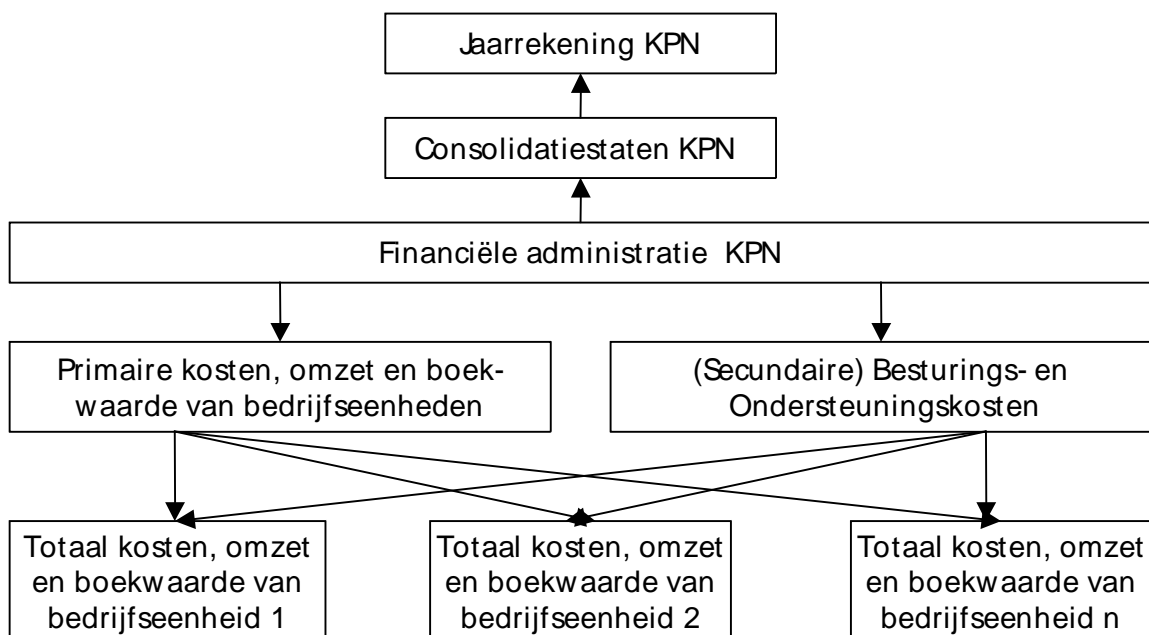 Jaarrekening KPN
Consolidatiestaten KPN
Financiële administratie KPN
Primaire kosten, omzet en boek-
waarde van bedrijfseenheden
(Secundaire) Besturings- en
Ondersteuningskosten
Totaal kosten, omzet
en boekwaarde van
bedrijfseenheid 1
Totaal kosten, omzet
en boekwaarde van
bedrijfseenheid 2
Totaal kosten, omzet
en boekwaarde van
bedrijfseenheid n